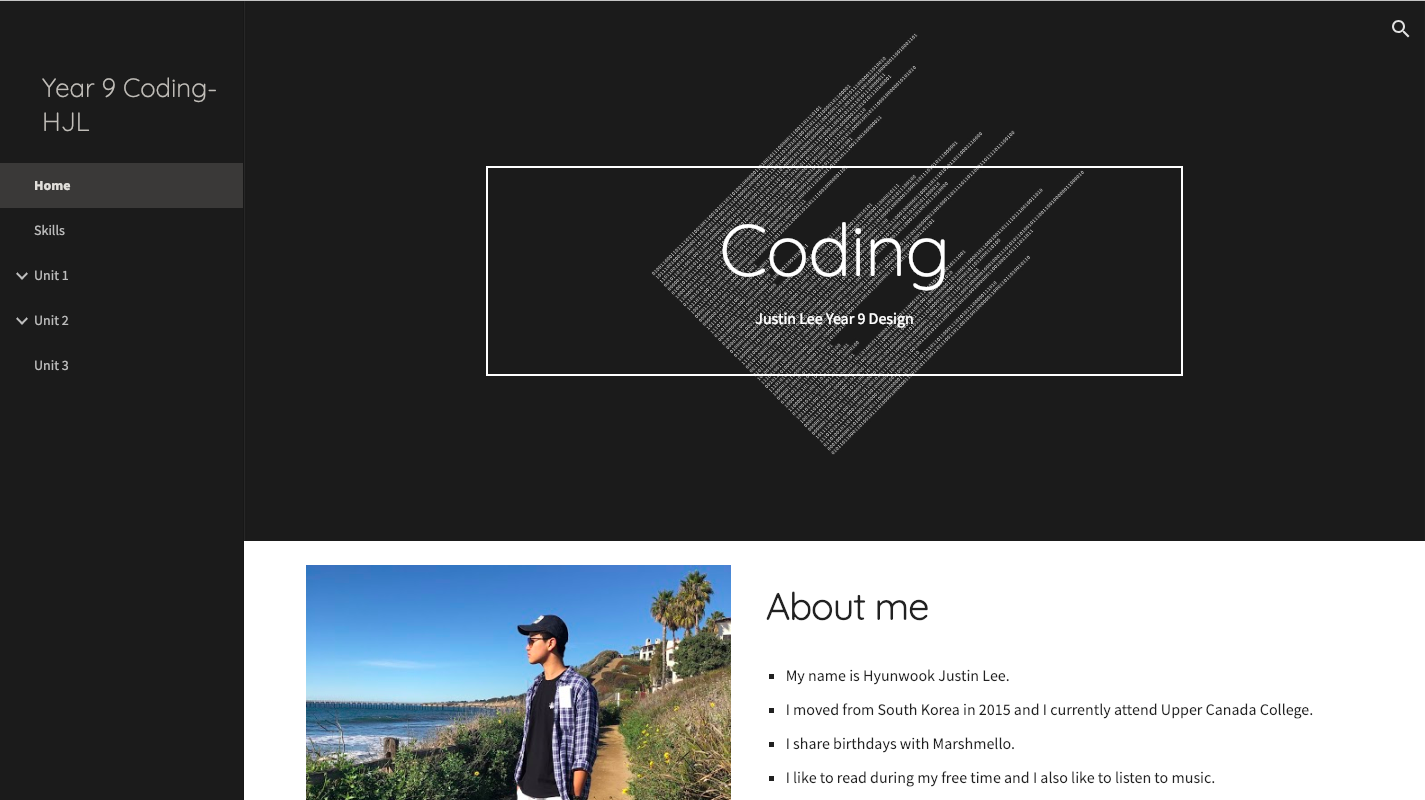 Year 9 Coding-
HJL
Home
Skills
Unit 1
Unit 2
Unit 3
Coding
Justin Lee Year 9 Design
About me
My name is Hyunwook Justin Lee.
I moved from South Korea in 2015 and I currently attend Upper Canada College.
I share birthdays with Marshmello.
I like to read during my free time and I also like to listen to music.